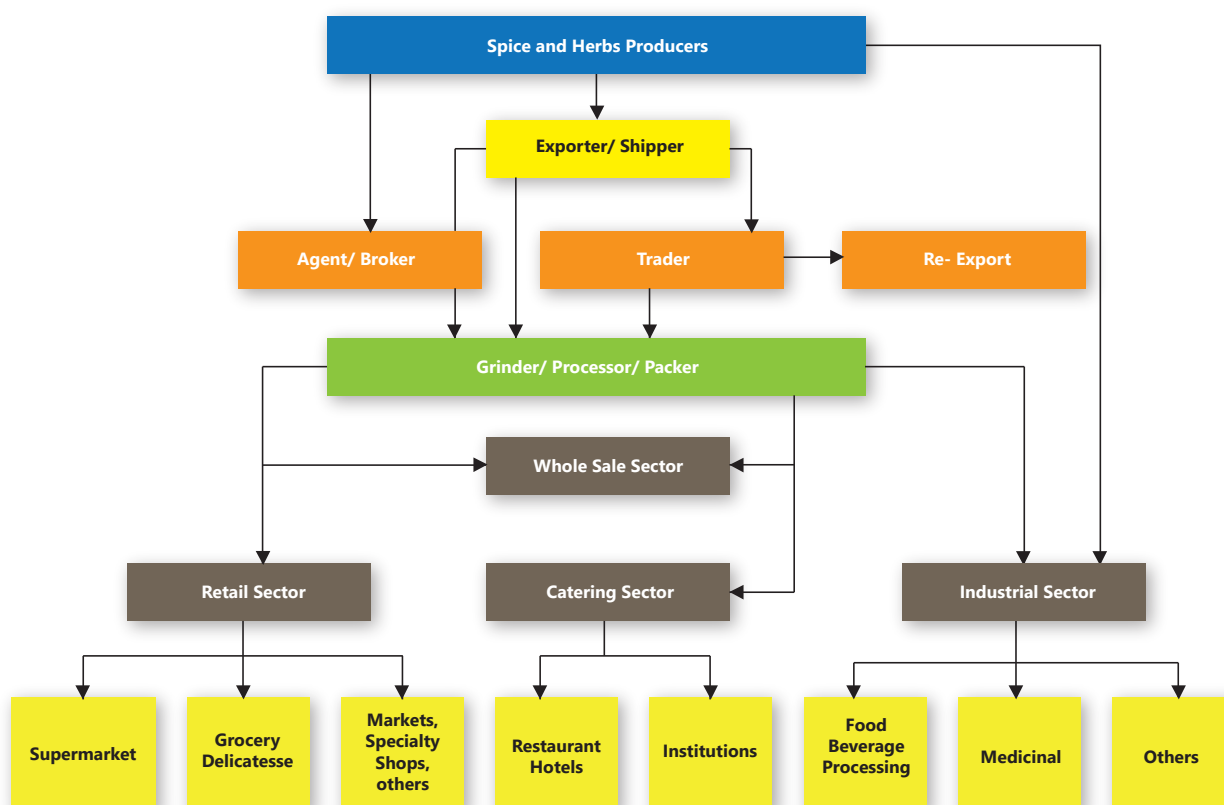 Spice and Herbs Producers
Exporter/ Shipper
Agent/ Broker
Trader
Re- Export
Grinder/ Processor/ Packer
Whole Sale Sector
Retail Sector
Catering Sector
Industrial Sector
Supermarket
Grocery
Delicatesse
Markets,
Specialty
Shops,
others
Restaurant
Hotels
Institutions
Food
Beverage
Processing
Medicinal
Others